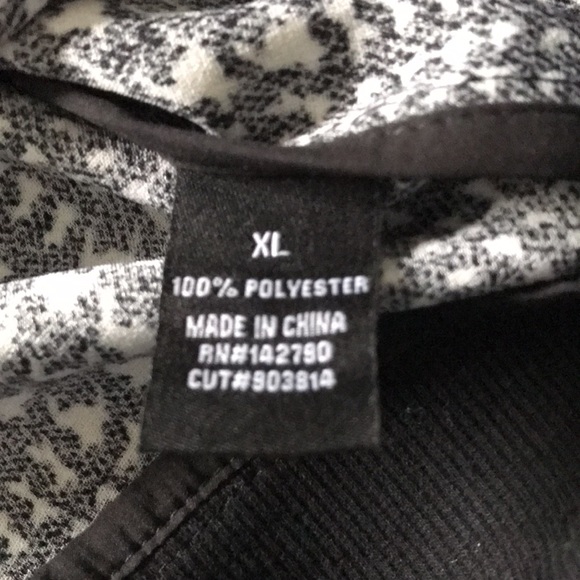 XL
100% POLYESTER
MADE IN CHINA
RN#142790
CUT#903814